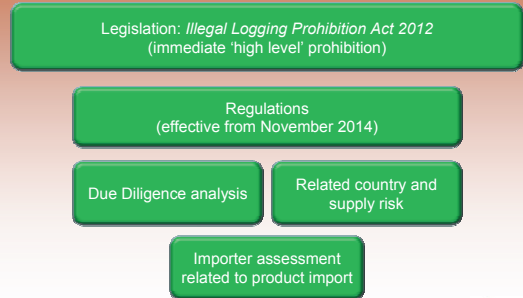 Legislation: Illegal Logging Prohibition Act 2012
(immediate ‘high level’ prohibition)
Regulations
(effective from November 2014)
Due Diligence analysis
Related country and
supply risk
Importer assessment
related to product import